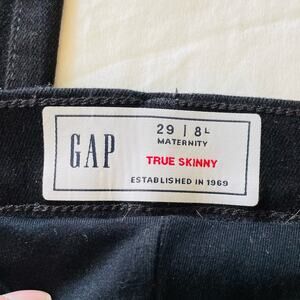 GAP
29 | 8L
MATERNITY
TRUE SKINNY
ESTABLISHED IN 1969